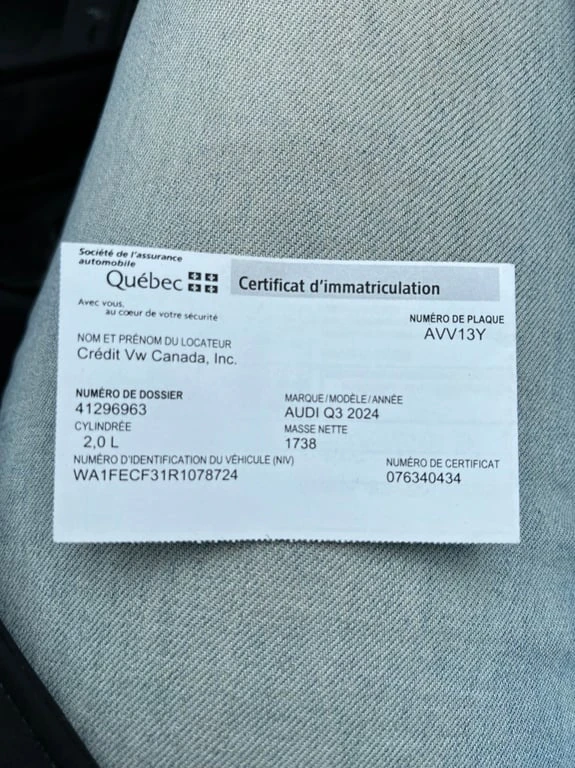 Société de l'assurance
automobile
Québec
Certificat d'immatriculation
Avec vous,
au cœur de votre sécurité
NUMÉRO DE PLAQUE
AVV13Y
NOM ET PRÉNOM DU LOCATEUR
Crédit Vw Canada, Inc.
NUMÉRO DE DOSSIER
41296963
MARQUE/MODÈLE/ANNÉE
AUDI Q3 2024
CYLINDRÉE
2,0 L
MASSE NETTE
1738
NUMÉRO D'IDENTIFICATION DU VÉHICULE (NIV)
WA1FECF31R1078724
NUMÉRO DE CERTIFICAT
076340434